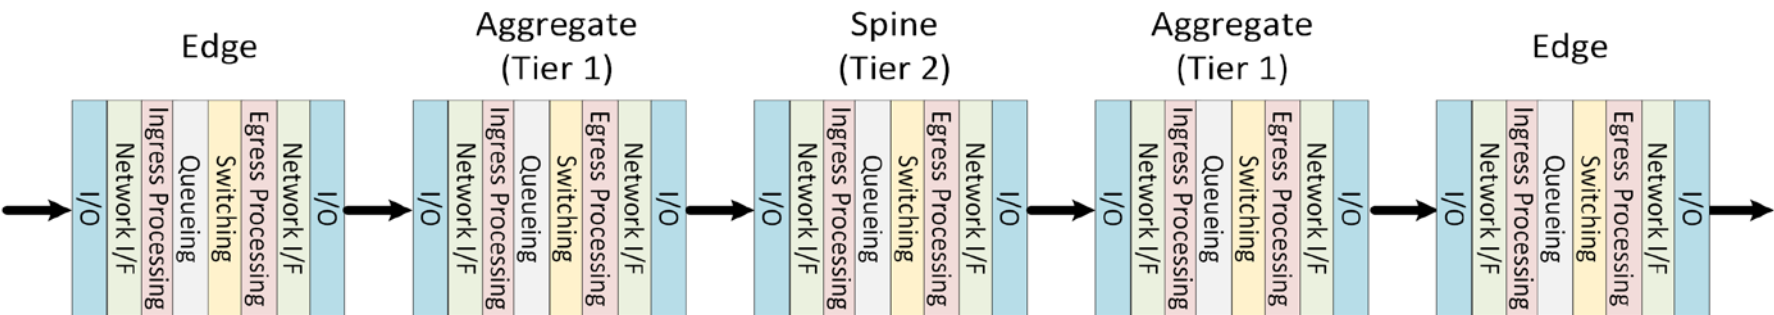 Edge
Aggregate
(Tier 1)
Spine
(Tier 2)
Aggregate
(Tier 1)
Edge
I/O
Network I/F
Ingress Processing
Queueing
Switching
Egress Processing
Network I/F
I/O
I/O
Network I/F
Ingress Processing
Queueing
Switching
Egress Processing
Network I/F
I/O
I/O
Network I/F
Ingress Processing
Queueing
Switching
Egress Processing
Network I/F
I/O
I/O
Network I/F
Ingress Processing
Queueing
Switching
Egress Processing
Network I/F
I/O
I/O
Network I/F
Ingress Processing
Queueing
Switching
Egress Processing
Network I/F
I/O